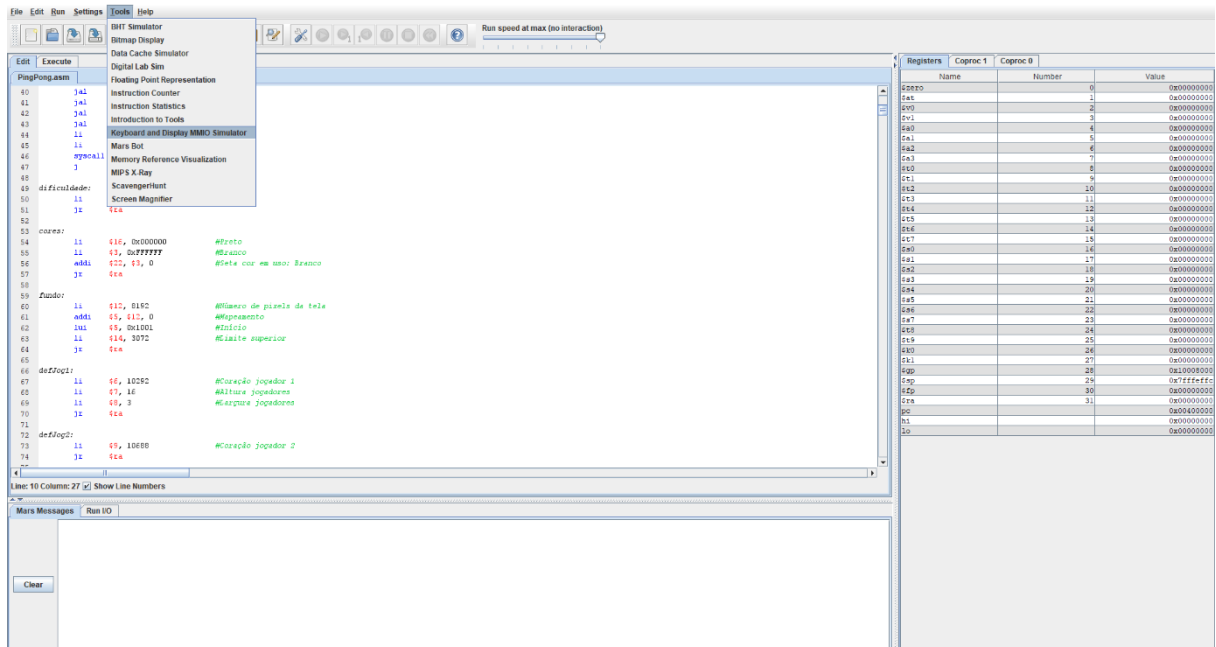 File Edit Run Settings Tools Help
BHT Simulator
Bitmap Display
Data Cache Simulator
Digital Lab Sim
Floating Point Representation
Instruction Counter
Instruction Statistics
Introduction to Tools
Keyboard and Display MMIO Simulator
Mars Bot
Memory Reference Visualization
MIPS X-Ray
ScavengerHunt
Screen Magnifier
Run speed at max (no interaction)
Edit Execute
PingPong.asm
40 jal
41 jal
42 jal
43 jal
44 li
45 li
46 syscall
47 j
48
49 dificuldade:
50 li
51 jr $ra
52
53 cores:
54 li $16, 0x000000 #Preto
55 li $3, 0xFFFFFF #Branco
56 addi $22, $3, 0 #Seta cor em uso: Branco
57 jr $ra
58
59 fundo:
60 li $12, 8192 #Número de pixels da tela
61 addi $5, $12, 0 #Mapeamento
62 lui $5, 0x1001 #Início
63 li $14, 3072 #Limite superior
64 jr $ra
65
66 defJog1:
67 li $6, 10292 #Coração jogador 1
68 li $7, 16 #Altura jogadores
69 li $8, 3 #Largura jogadores
70 jr $ra
71
72 defJog2:
73 li $9, 10688 #Coração jogador 2
74 jr $ra
Line: 10 Column: 27 Show Line Numbers
Mars Messages Run I/O
Clear
Registers Coproc 1 Coproc 0
Name Number Value
$zero 0 0x00000000
$at 1 0x00000000
$v0 2 0x00000000
$v1 3 0x00000000
$a0 4 0x00000000
$a1 5 0x00000000
$a2 6 0x00000000
$a3 7 0x00000000
$t0 8 0x00000000
$t1 9 0x00000000
$t2 10 0x00000000
$t3 11 0x00000000
$t4 12 0x00000000
$t5 13 0x00000000
$t6 14 0x00000000
$t7 15 0x00000000
$s0 16 0x00000000
$s1 17 0x00000000
$s2 18 0x00000000
$s3 19 0x00000000
$s4 20 0x00000000
$s5 21 0x00000000
$s6 22 0x00000000
$s7 23 0x00000000
$t8 24 0x00000000
$t9 25 0x00000000
$k0 26 0x00000000
$k1 27 0x00000000
$gp 28 0x10008000
$sp 29 0x7fffeffc
$fp 30 0x00000000
$ra 31 0x00000000
pc 0x00400000
hi 0x00000000
lo 0x00000000